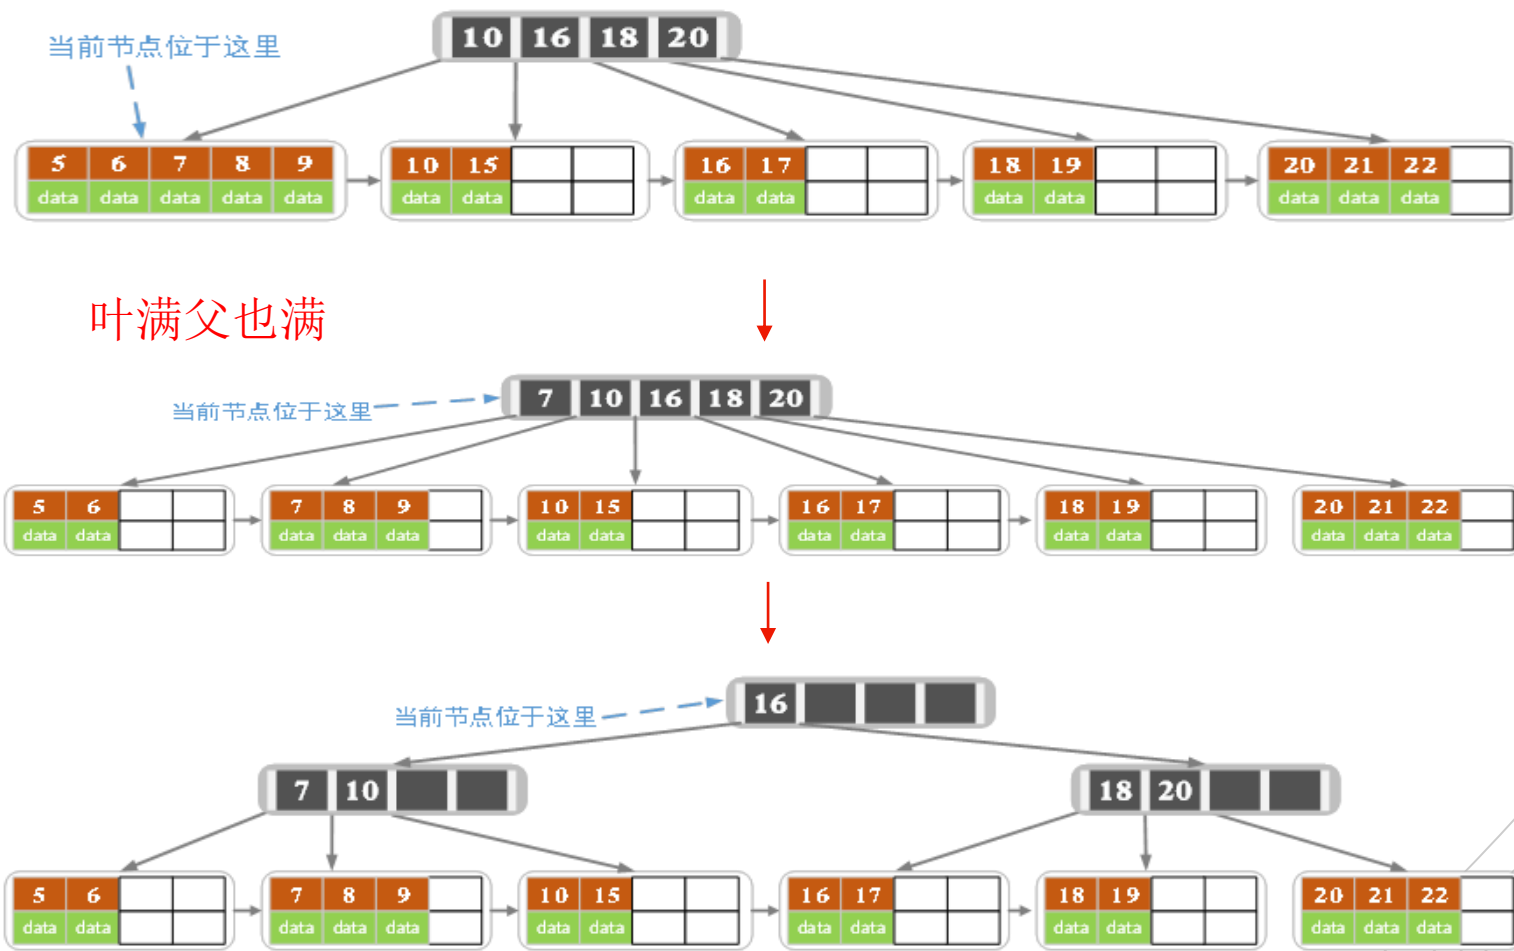 10 16 18 20
当前节点位于这里
5 6 7 8 9
data data data data data
10 15
data data
16 17
data data
18 19
data data
20 21 22
data data data
叶满父也满
7 10 16 18 20
当前节点位于这里
5 6
data data
7 8 9
data data data
10 15
data data
16 17
data data
18 19
data data
20 21 22
data data data
16
当前节点位于这里
7 10
18 20
5 6
data data
7 8 9
data data data
10 15
data data
16 17
data data
18 19
data data
20 21 22
data data data